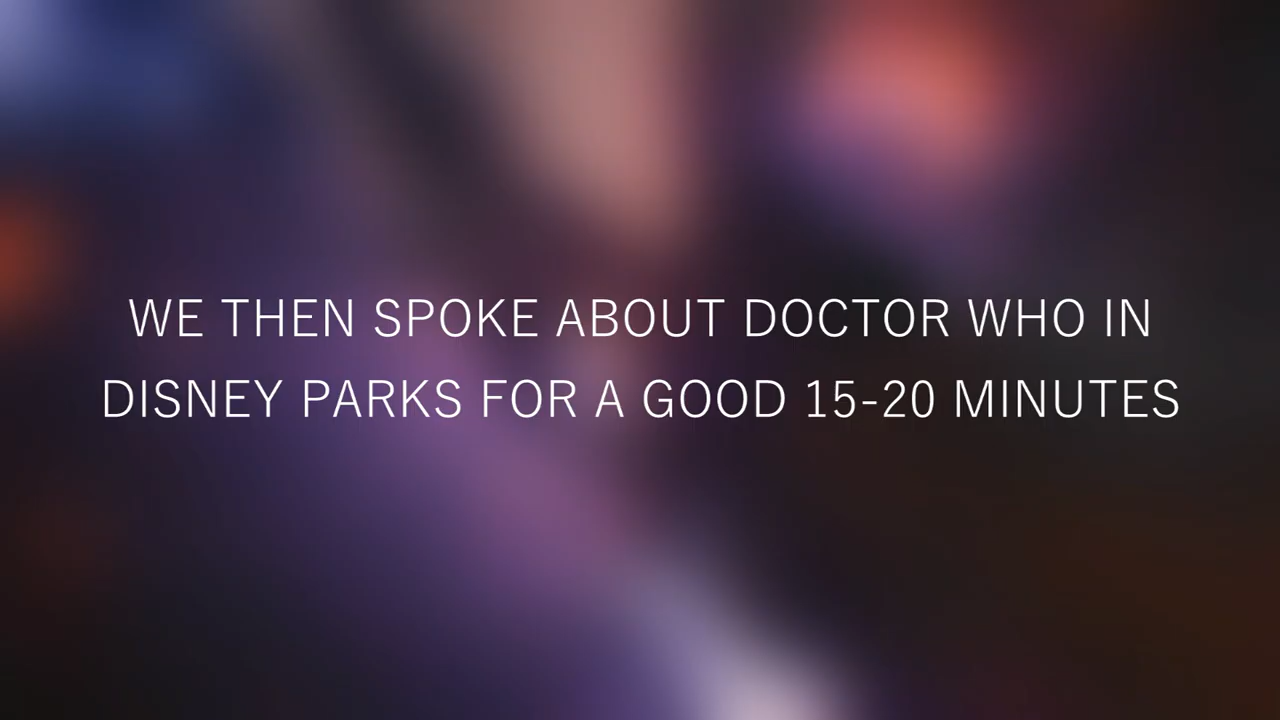 WE THEN SPOKE ABOUT DOCTOR WHO IN
DISNEY PARKS FOR A GOOD 15-20 MINUTES